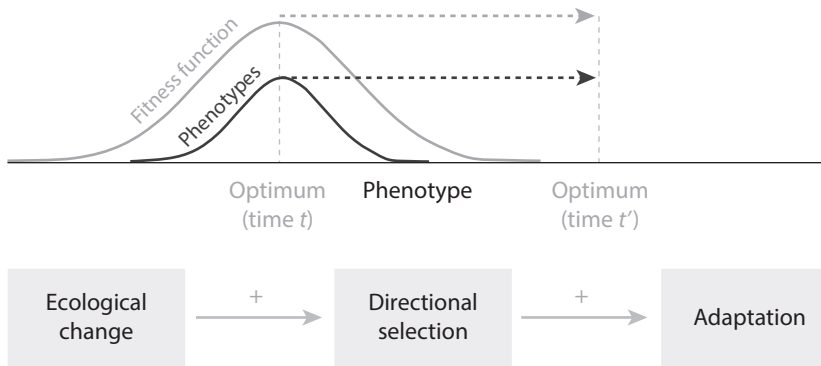 Fitness function
Phenotypes
Optimum
(time t)
Phenotype
Optimum
(time t’)
Ecological
change
+
Directional
selection
+
Adaptation